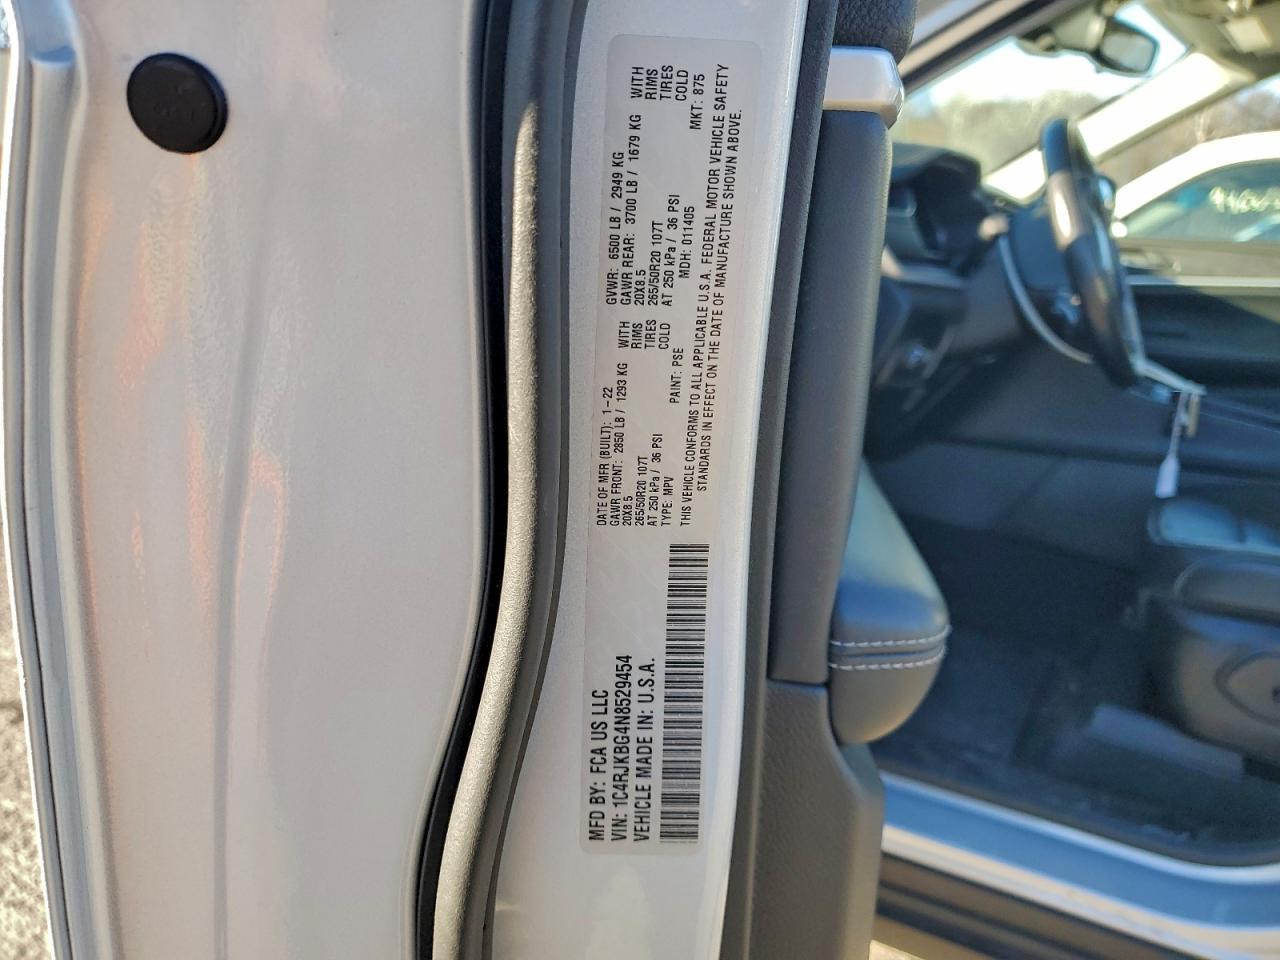 MFD BY: FCA US LLC
VIN: 1C4RJKBG4N8529454
VEHICLE MADE IN: U.S.A.
DATE OF MFR (BUILT): 1-22
GAWR FRONT: 2850 LB / 1293 KG WITH
20X8.5 RIMS
265/50R20 107T TIRES
AT 250 kPa / 36 PSI COLD
TYPE: MPV PAINT: PSE
GVWR: 6500 LB / 2949 KG
GAWR REAR: 3700 LB / 1679 KG WITH
20X8.5 RIMS
265/50R20 107T TIRES
AT 250 kPa / 36 PSI COLD
MDH: 011405 MKT: 875
THIS VEHICLE CONFORMS TO ALL APPLICABLE U.S.A. FEDERAL MOTOR VEHICLE SAFETY
STANDARDS IN EFFECT ON THE DATE OF MANUFACTURE SHOWN ABOVE.